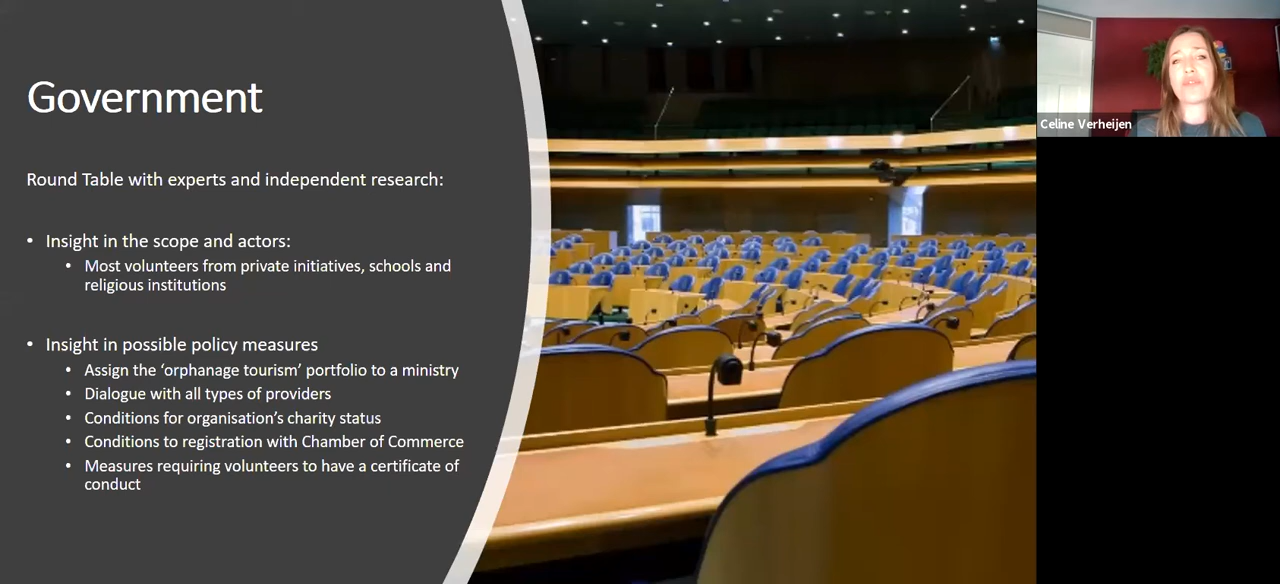 Government
Round Table with experts and independent research:
• Insight in the scope and actors:
• Most volunteers from private initiatives, schools and
religious institutions
• Insight in possible policy measures
• Assign the ‘orphanage tourism’ portfolio to a ministry
• Dialogue with all types of providers
• Conditions for organisation’s charity status
• Conditions to registration with Chamber of Commerce
• Measures requiring volunteers to have a certificate of
conduct
Celine Verheijen